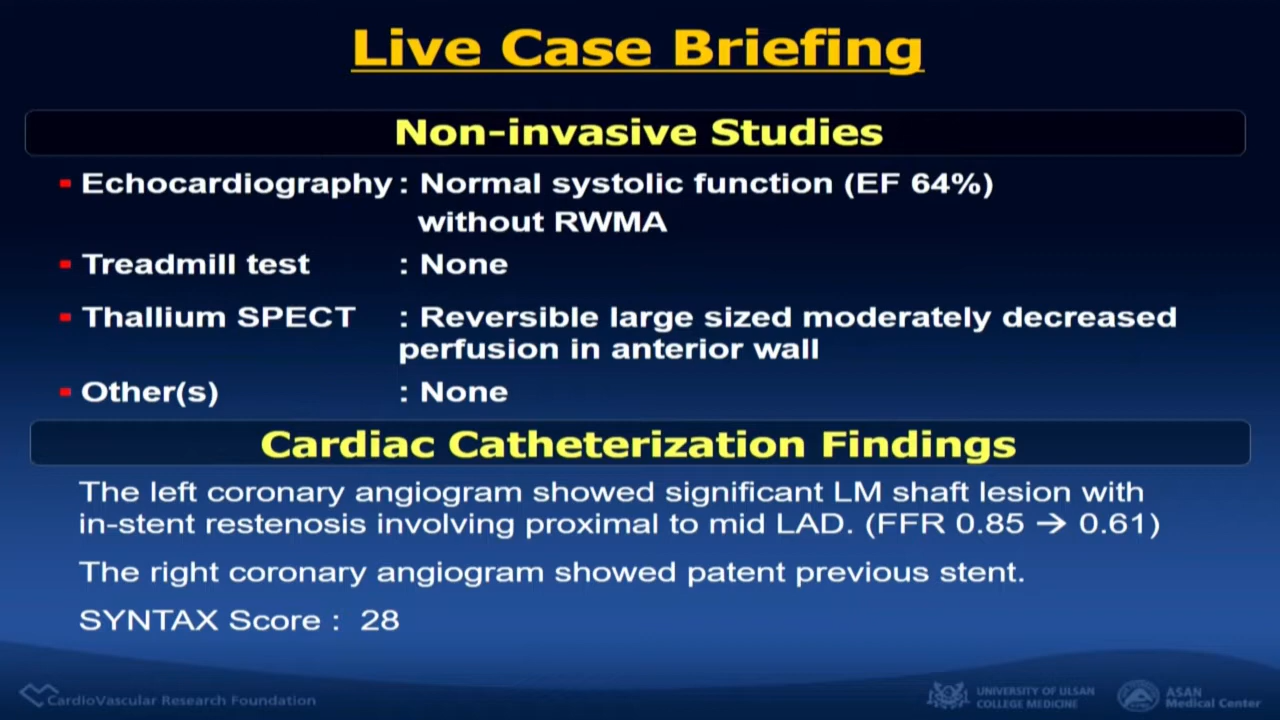 Live Case Briefing
Non-invasive Studies
Echocardiography : Normal systolic function (EF 64%)
without RWMA
Treadmill test : None
Thallium SPECT : Reversible large sized moderately decreased
perfusion in anterior wall
Other(s) : None
Cardiac Catheterization Findings
The left coronary angiogram showed significant LM shaft lesion with
in-stent restenosis involving proximal to mid LAD. (FFR 0.85 → 0.61)
The right coronary angiogram showed patent previous stent.
SYNTAX Score : 28
CardioVascular Research Foundation
UNIVERSITY OF ULSAN
COLLEGE MEDICINE
ASAN
Medical Center